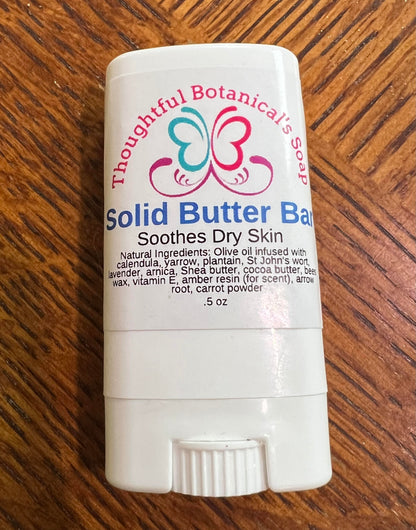 Thoughtful Botanical's Soap
Solid Butter Bar
Soothes Dry Skin
Natural Ingredients; Olive oil infused with
calendula, yarrow, plantain, St John's wort,
lavender, arnica, Shea butter, cocoa butter, bees
wax, vitamin E, amber resin (for scent), arrow
root, carrot powder
.5 oz